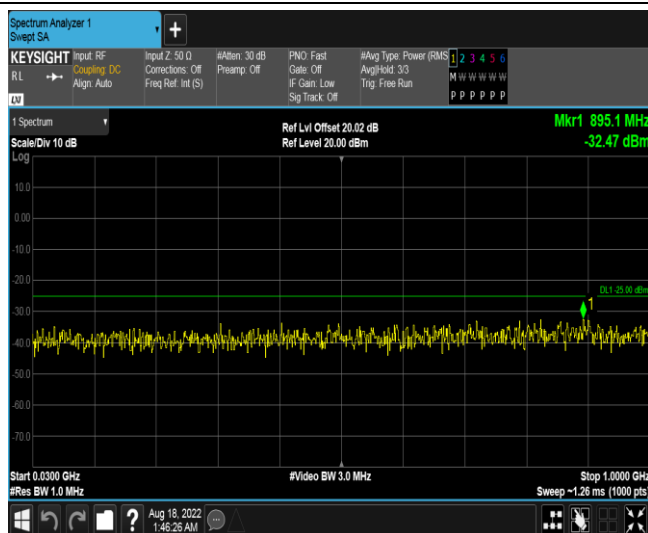 Spectrum Analyzer 1
Swept SA
KEYSIGHT
RL
Input: RF
Coupling: DC
Align: Auto
Input Z: 50 Ω
Corrections: Off
Freq Ref: Int (S)
#Atten: 30 dB
Preamp: Off
PNO: Fast
Gate: Off
IF Gain: Low
Sig Track: Off
#Avg Type: Power (RMS
Avg|Hold: 3/3
Trig: Free Run
1 2 3 4 5 6
M W W W W W
P P P P P P
LXI
1 Spectrum
Scale/Div 10 dB
Log
Ref Lvl Offset 20.02 dB
Ref Level 20.00 dBm
Mkr1 895.1 MHz
-32.47 dBm
10.0
0.00
-10.0
-20.0
DL1 -25.00 dBm
1
-30.0
-40.0
-50.0
-60.0
-70.0
Start 0.0300 GHz
#Video BW 3.0 MHz
Stop 1.0000 GHz
#Res BW 1.0 MHz
Sweep ~1.26 ms (1000 pts)
?
Aug 18, 2022
1:46:26 AM